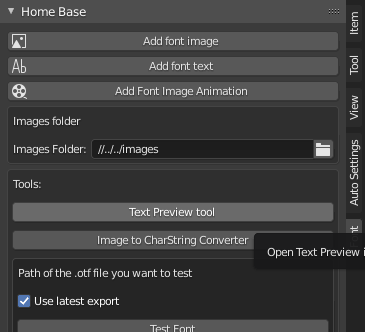 Home Base
Add font image
Add font text
Add Font Image Animation
Images folder
Images Folder: //../../images
Tools:
Text Preview tool
Image to CharString Converter
Open Text Preview
Path of the .otf file you want to test
Use latest export
Test Font
Item
Tool
View
Auto Settings